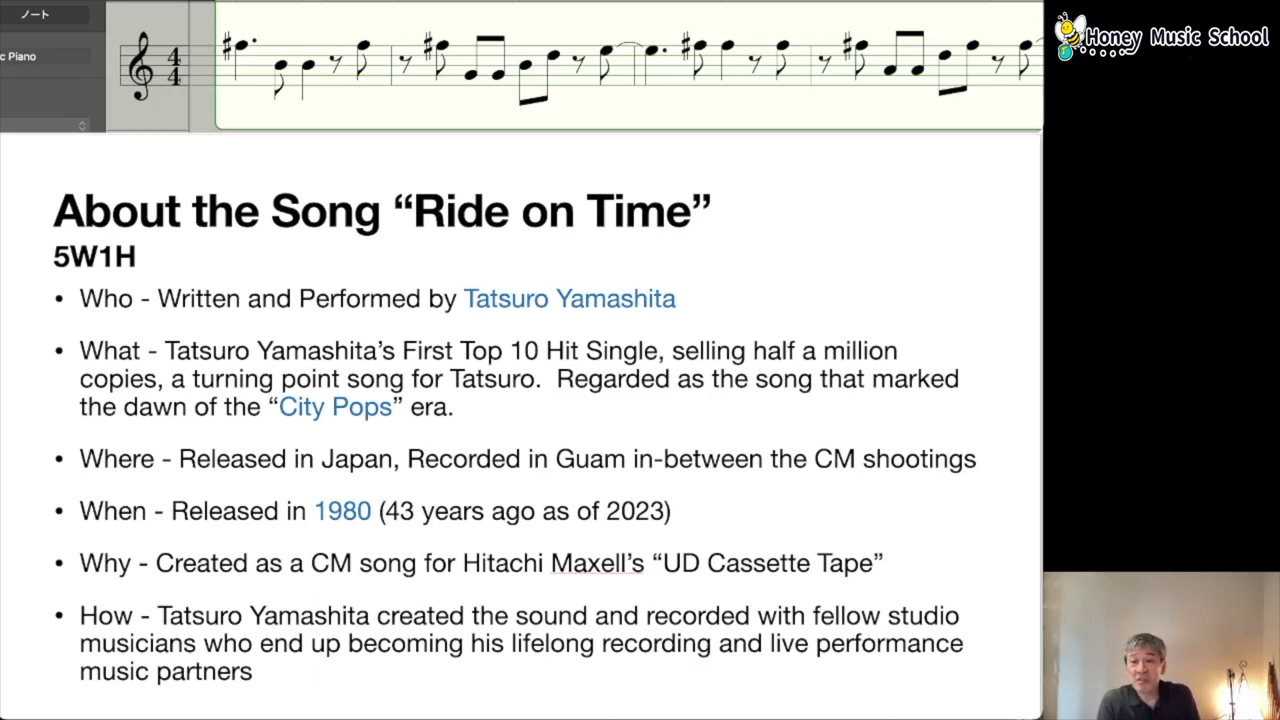 ノート
c Piano
Honey Music School
About the Song “Ride on Time”
5W1H
• Who - Written and Performed by Tatsuro Yamashita
• What - Tatsuro Yamashita’s First Top 10 Hit Single, selling half a million
copies, a turning point song for Tatsuro.  Regarded as the song that marked
the dawn of the “City Pops” era.
• Where - Released in Japan, Recorded in Guam in-between the CM shootings
• When - Released in 1980 (43 years ago as of 2023)
• Why - Created as a CM song for Hitachi Maxell’s “UD Cassette Tape”
• How - Tatsuro Yamashita created the sound and recorded with fellow studio
musicians who end up becoming his lifelong recording and live performance
music partners